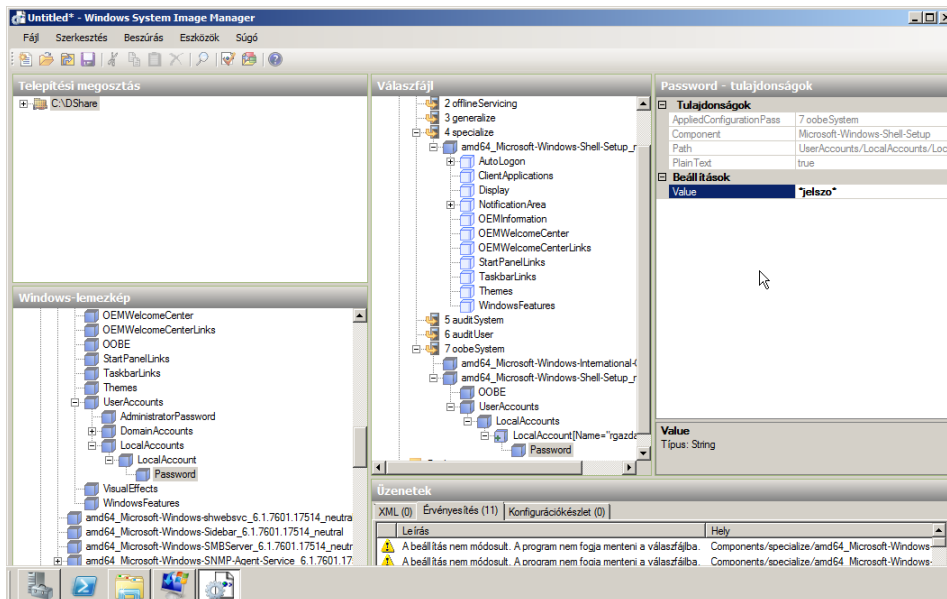 Untitled* - Windows System Image Manager
Fájl Szerkesztés Beszúrás Eszközök Súgó
Telepítési megosztás
C:\DShare
Windows-lemezkép
OEMWelcomeCenter
OEMWelcomeCenterLinks
OOBE
StartPanelLinks
TaskbarLinks
Themes
UserAccounts
AdministratorPassword
DomainAccounts
LocalAccounts
LocalAccount
Password
VisualEffects
WindowsFeatures
amd64_Microsoft-Windows-shwebsvc_6.1.7601.17514_neutra
amd64_Microsoft-Windows-Sidebar_6.1.7601.17514_neutral
amd64_Microsoft-Windows-SMBServer_6.1.7601.17514_neutr
amd64_Microsoft-Windows-SNMP-Agent-Service_6.1.7601.17
Válaszfájl
2 offlineServicing
3 generalize
4 specialize
amd64_Microsoft-Windows-Shell-Setup_r
AutoLogon
ClientApplications
Display
NotificationArea
OEMInformation
OEMWelcomeCenter
OEMWelcomeCenterLinks
StartPanelLinks
TaskbarLinks
Themes
WindowsFeatures
5 auditSystem
6 auditUser
7 oobeSystem
amd64_Microsoft-Windows-International-
amd64_Microsoft-Windows-Shell-Setup_r
OOBE
UserAccounts
LocalAccounts
LocalAccount[Name="rgazda
Password
Password - tulajdonságok
Tulajdonságok
AppliedConfigurationPass 7 oobeSystem
Component Microsoft-Windows-Shell-Setup
Path UserAccounts/LocalAccounts/Loc
PlainText true
Beállítások
Value *jelszo*
Value
Típus: String
Üzenetek
XML (0) Érvényesítés (11) Konfigurációkészlet (0)
Leírás Hely
A beállítás nem módosult. A program nem fogja menteni a válaszfájlba. Components/specialize/amd64_Microsoft-Windows-
A beállítás nem módosult. A program nem fogja menteni a válaszfájlba. Components/specialize/amd64_Microsoft-Windows-